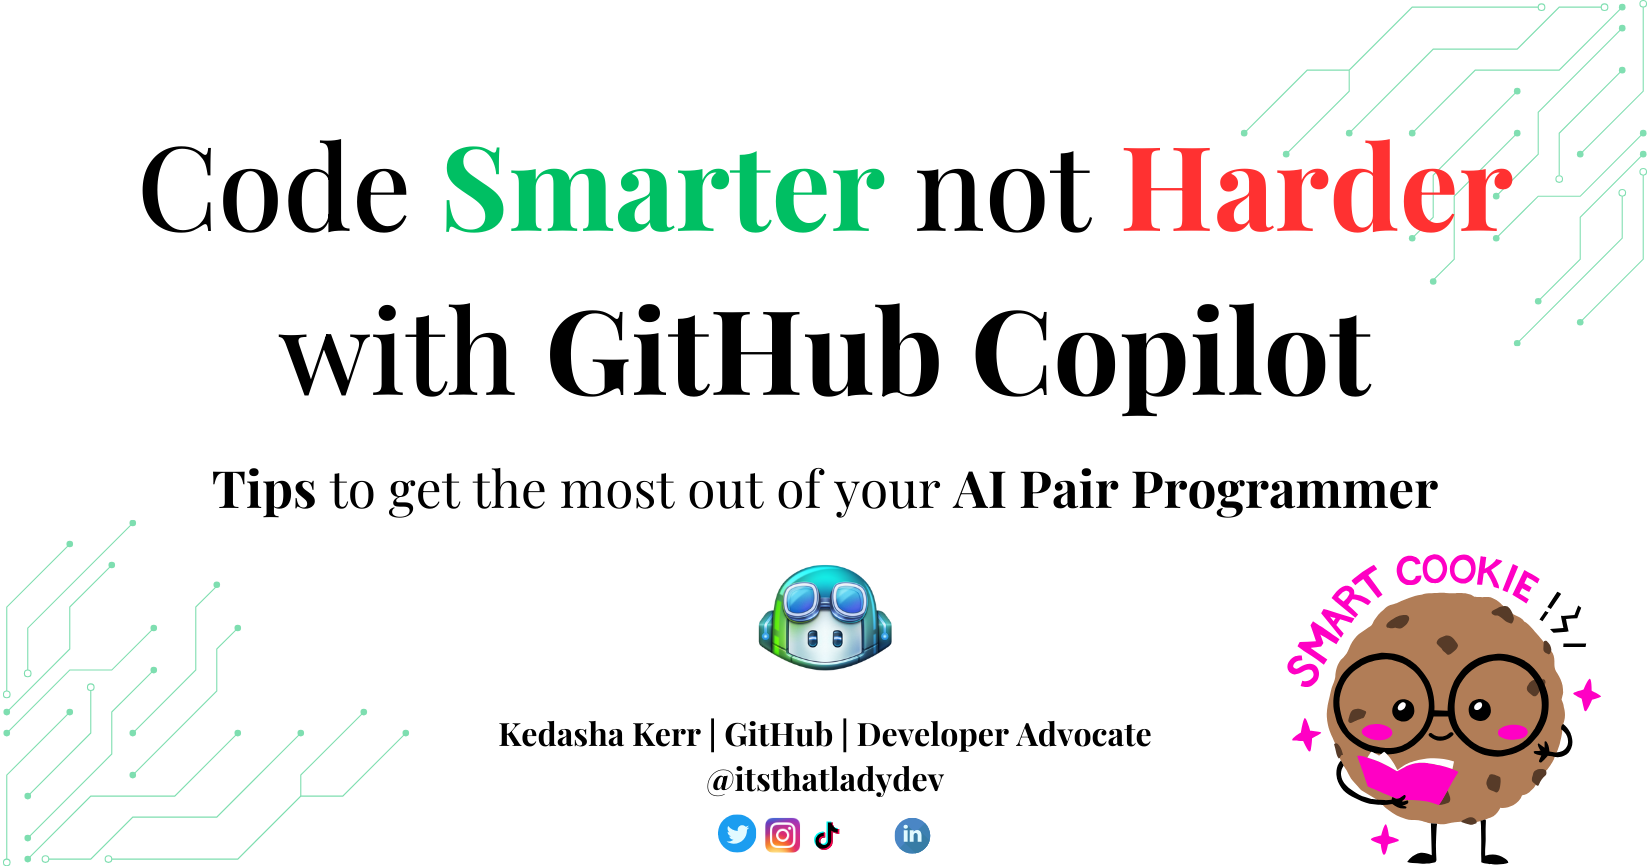 Code Smarter not Harder
with GitHub Copilot
Tips to get the most out of your AI Pair Programmer
SMART COOKIE
Kedasha Kerr | GitHub | Developer Advocate
@itsthatladydev
in